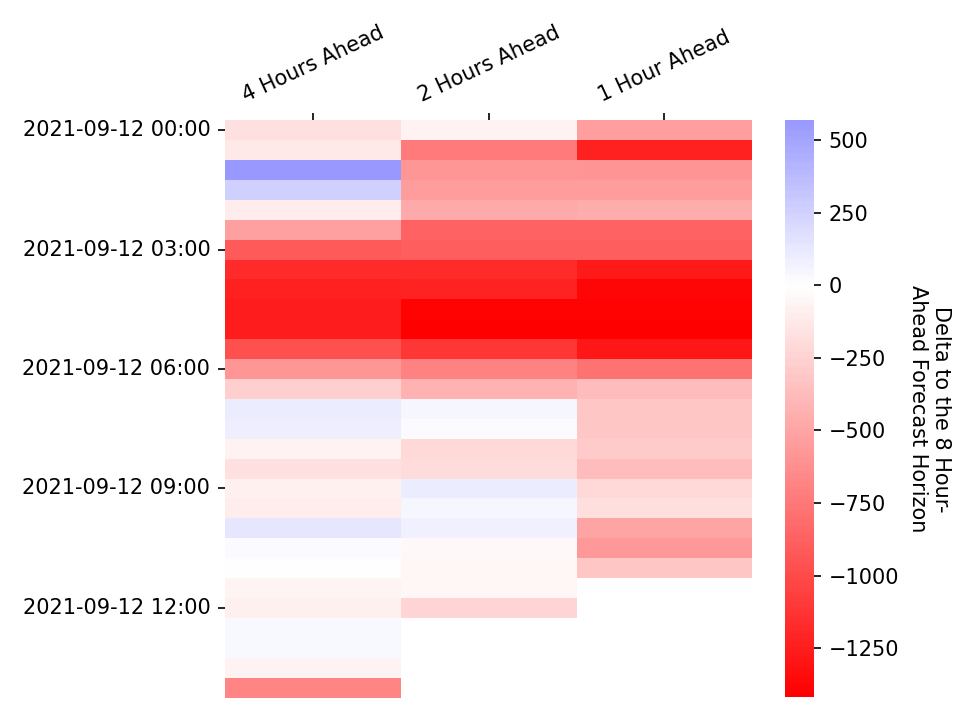 4 Hours Ahead
2 Hours Ahead
1 Hour Ahead
2021-09-12 00:00
2021-09-12 03:00
2021-09-12 06:00
2021-09-12 09:00
2021-09-12 12:00
500
250
0
−250
−500
−750
−1000
−1250
Delta to the 8 Hour-
Ahead Forecast Horizon